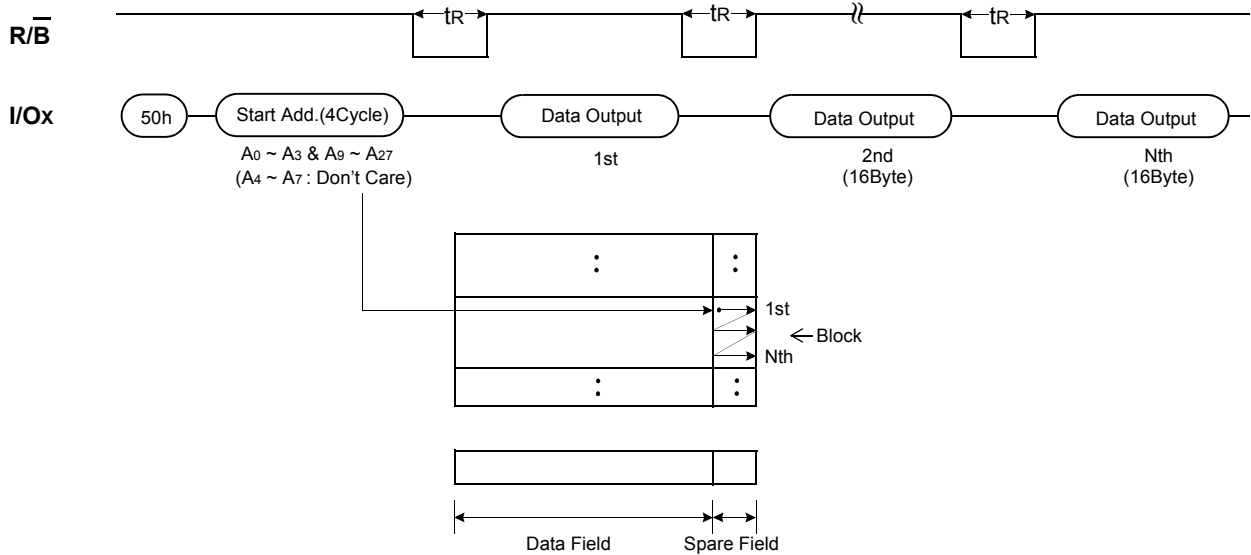 tR tR tR
R/B
I/Ox
50h Start Add.(4Cycle) Data Output Data Output Data Output
A0 ~ A3 & A9 ~ A27 1st 2nd Nth
(A4 ~ A7 : Don't Care) (16Byte) (16Byte)
1st
Block
Nth
Data Field Spare Field